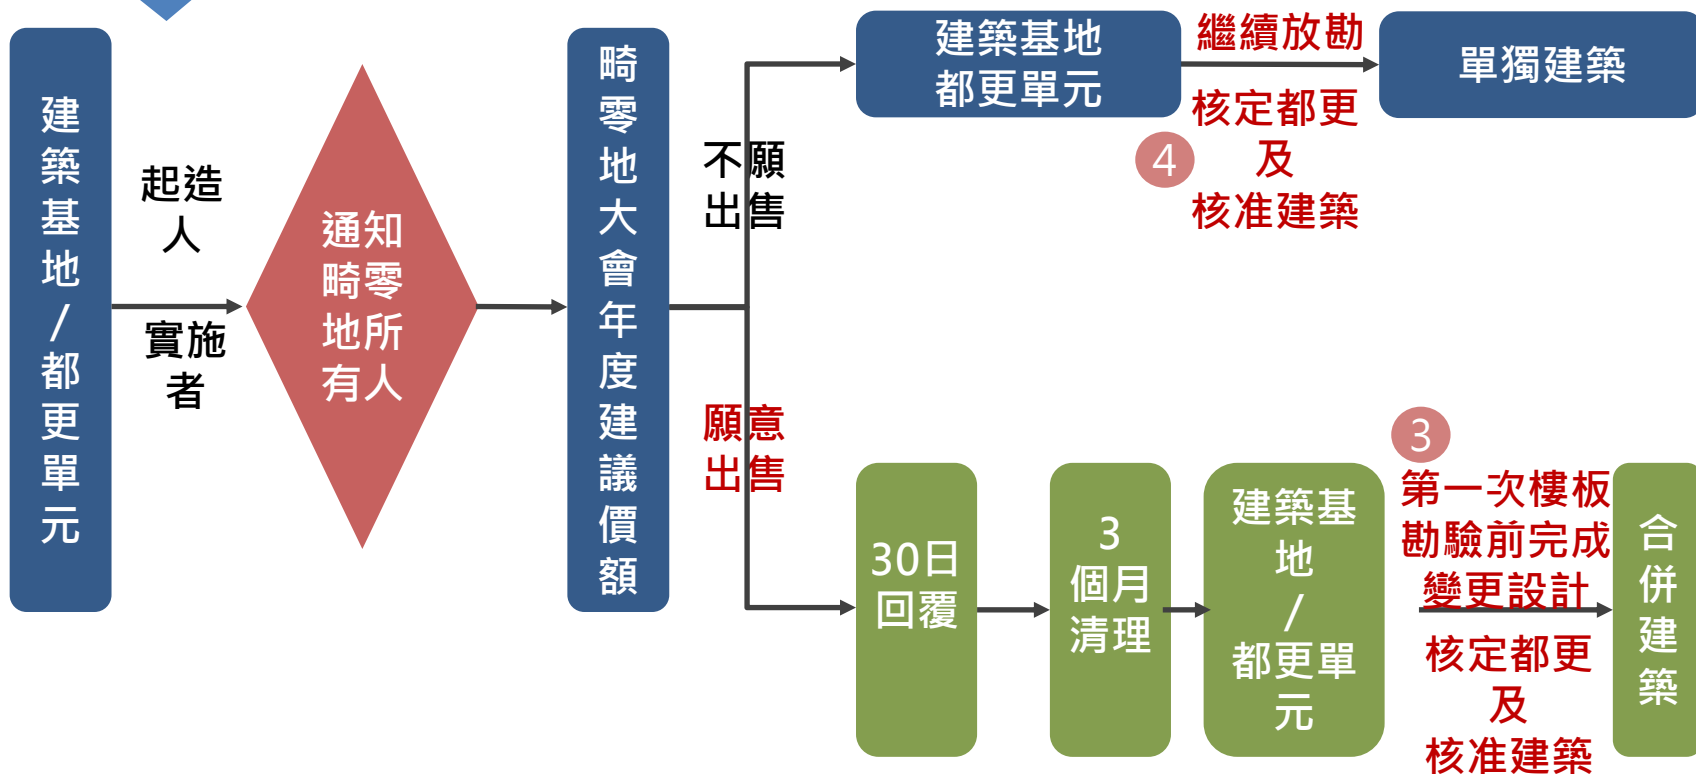 建
築
基
地
/
都
更
單
元
起造
人
實施
者
通知
畸零
地所
有人
畸
零
地
大
會
年
度
建
議
價
額
不願
出售
願意
出售
建築基地
都更單元
繼續放勘
核定都更
及
核准建築
4
單獨建築
30日
回覆
3
個月
清理
建築基
地
/
都更單
元
3
第一次樓板
勘驗前完成
變更設計
核定都更
及
核准建築
合
併
建
築